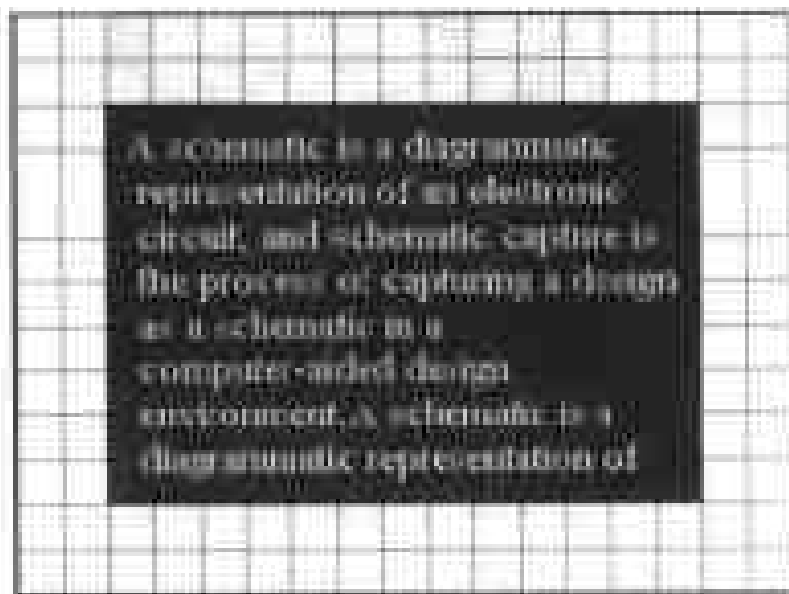 A schematic is a diagrammatic
representation of an electronic
circuit, and schematic capture is
the process of capturing a design
as a schematic in a
computer-aided design
environment.A schematic is a
diagrammatic representation of